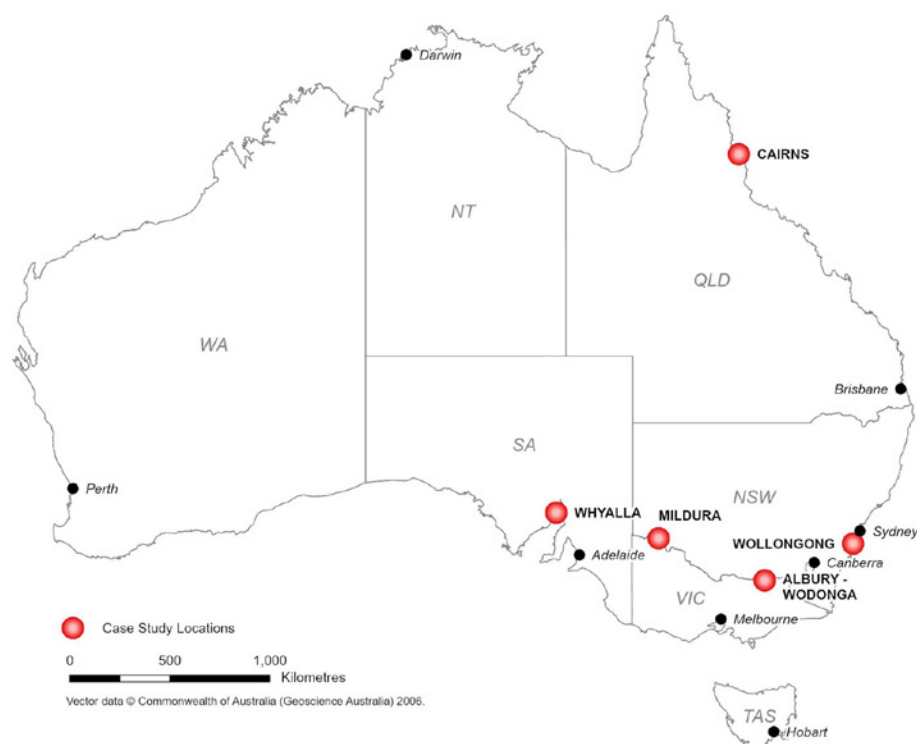 Darwin
CAIRNS
NT
QLD
WA
Brisbane
SA
Perth
NSW
WHYALLA
MILDURA
Sydney
WOLLONGONG
Adelaide
Canberra
ALBURY -
WODONGA
VIC
Melbourne
Case Study Locations
0 500 1,000
Kilometres
Vector data © Commonwealth of Australia (Geoscience Australia) 2006.
TAS
Hobart